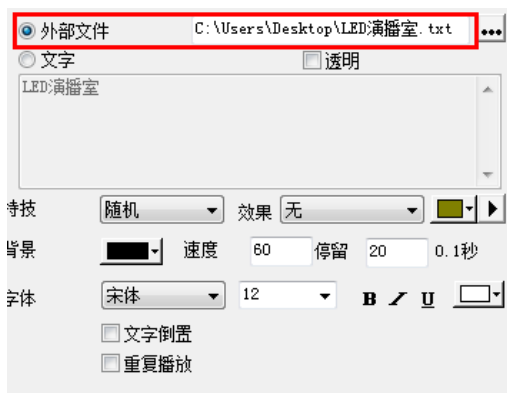 外部文件 C:\Users\Desktop\LED演播室.txt
文字 透明
LED演播室
特技 随机 效果 无
背景 速度 60 停留 20 0.1秒
字体 宋体 12 B I U
文字倒置
重复播放